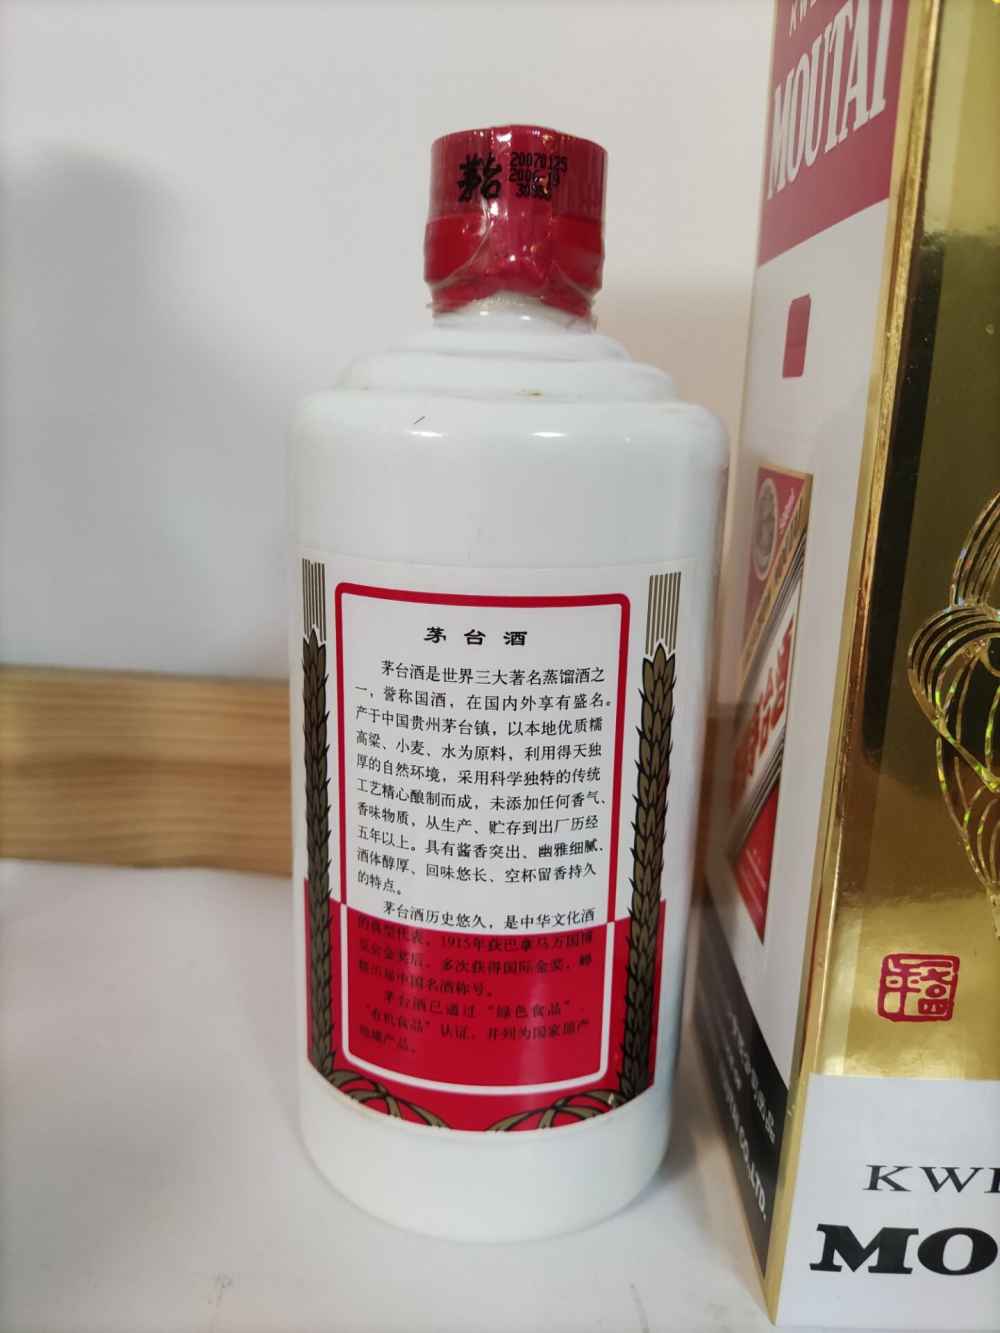 茅台
20070125
2006-19
KWE
MOUTAI
茅台酒
茅台酒是世界三大著名蒸馏酒之
一，誉称国酒，在国内外享有盛名。
产于中国贵州茅台镇，以本地优质糯
高粱、小麦、水为原料，利用得天独
厚的自然环境，采用科学独特的传统
工艺精心酿制而成，未添加任何香气、
香味物质，从生产、贮存到出厂历经
五年以上。具有酱香突出、幽雅细腻、
酒体醇厚、回味悠长、空杯留香持久
的特点。
茅台酒历史悠久，是中华文化酒
的典型代表。1915年获巴拿马万国博
览会金奖后，多次获得国际金奖，蝉
联历届中国名酒称号。
茅台酒已通过“绿色食品”、
“有机食品”认证，并列为国家原产
地域产品。
CO.,LTD.
KWE
MO